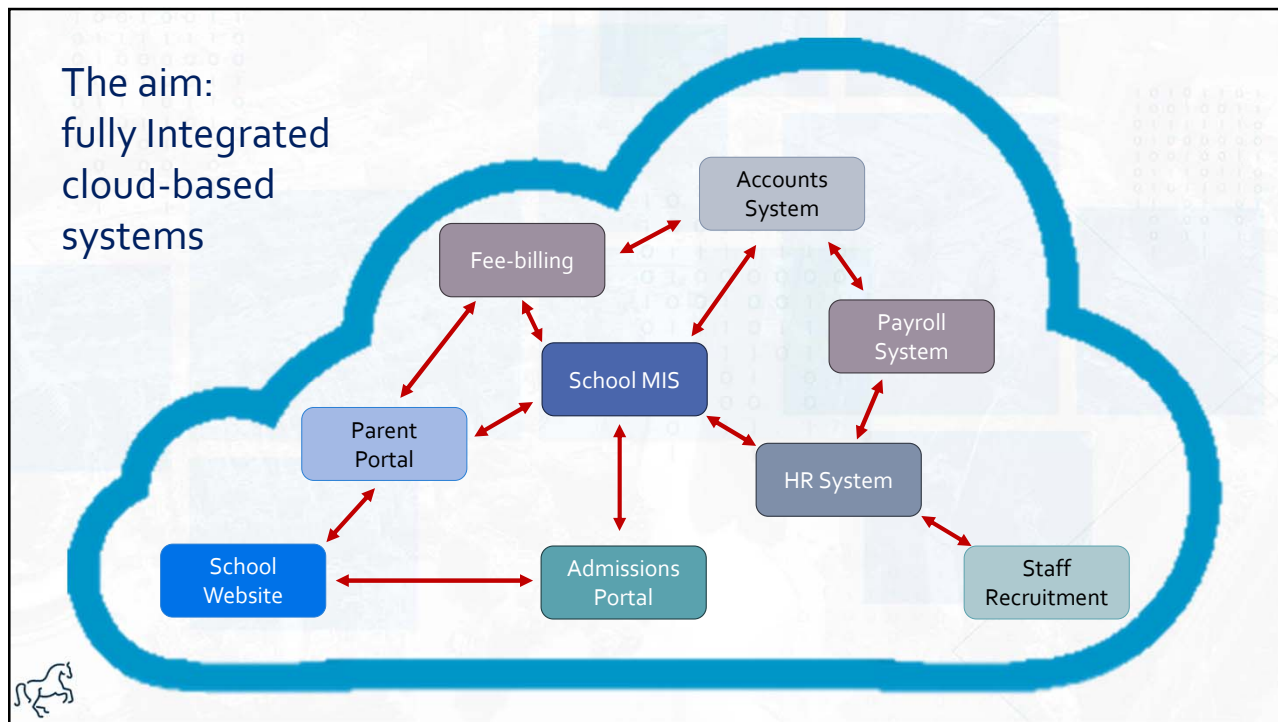 The aim:
fully Integrated
cloud-based
systems
Accounts
System
Fee-billing
Payroll
System
School MIS
Parent
Portal
HR System
School
Website
Admissions
Portal
Staff
Recruitment